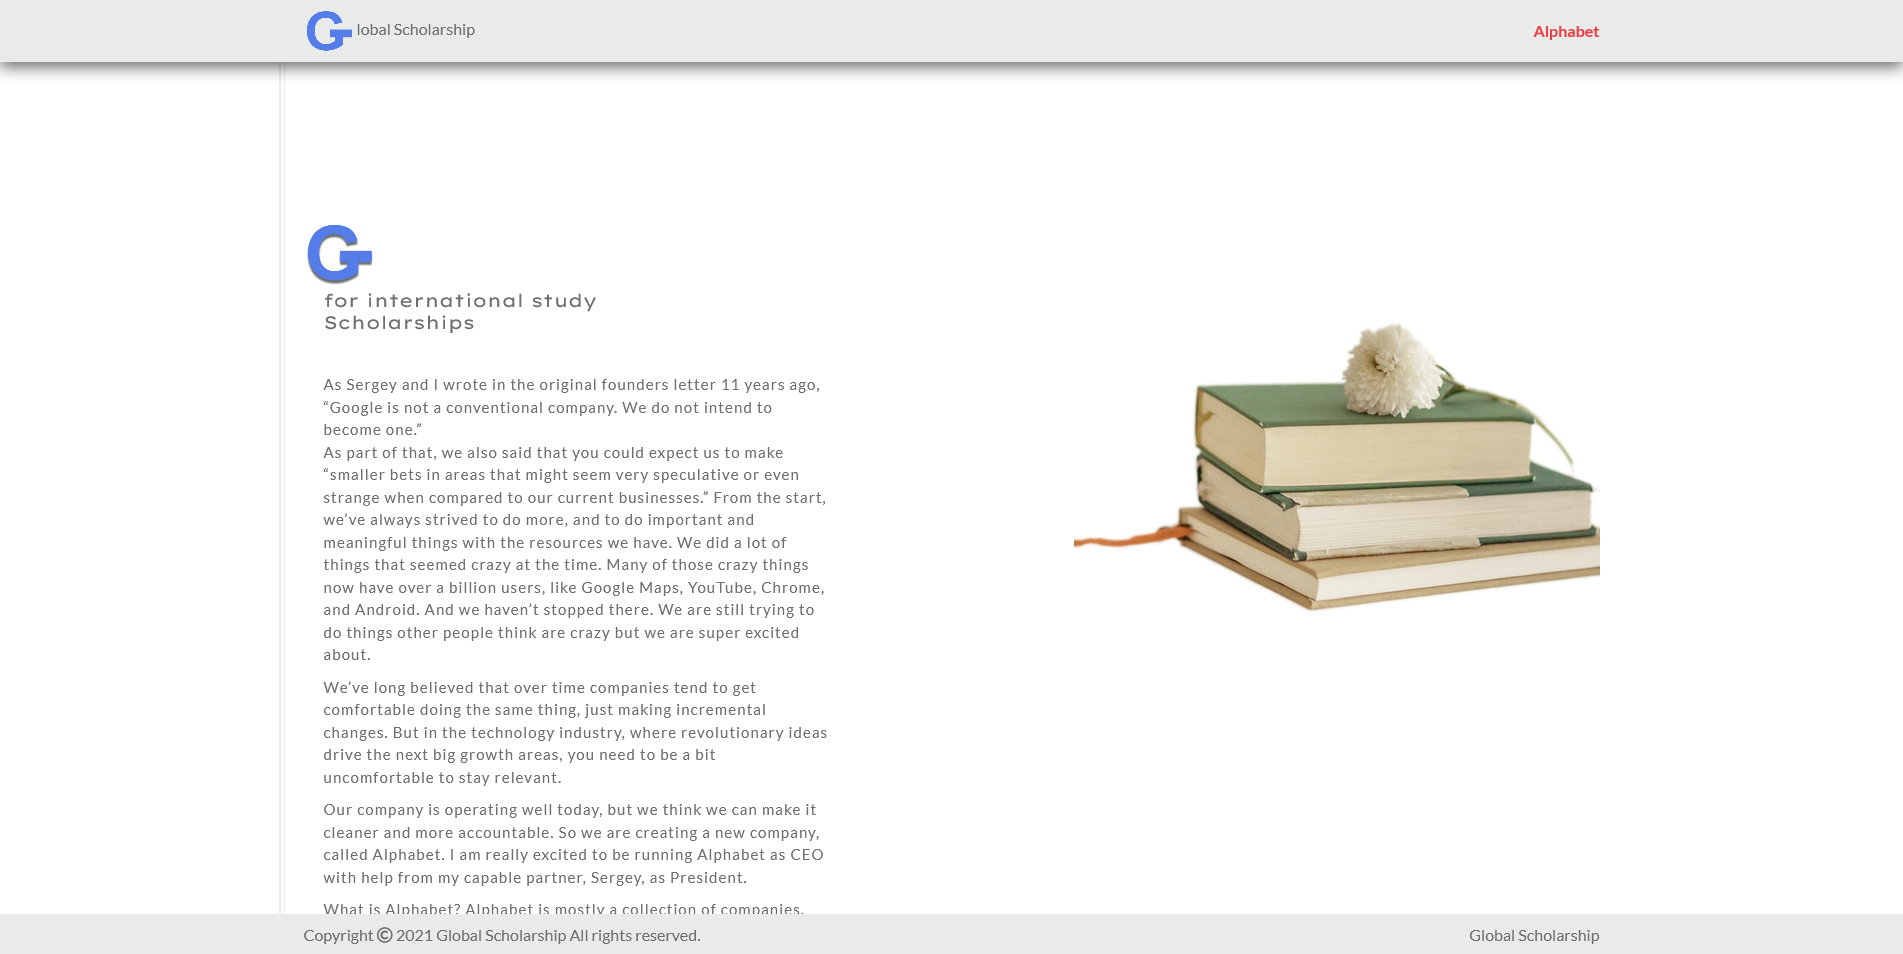 G lobal Scholarship
Alphabet
G
for international study
Scholarships
As Sergey and I wrote in the original founders letter 11 years ago,
“Google is not a conventional company. We do not intend to
become one.”
As part of that, we also said that you could expect us to make
“smaller bets in areas that might seem very speculative or even
strange when compared to our current businesses.” From the start,
we’ve always strived to do more, and to do important and
meaningful things with the resources we have. We did a lot of
things that seemed crazy at the time. Many of those crazy things
now have over a billion users, like Google Maps, YouTube, Chrome,
and Android. And we haven’t stopped there. We are still trying to
do things other people think are crazy but we are super excited
about.
We’ve long believed that over time companies tend to get
comfortable doing the same thing, just making incremental
changes. But in the technology industry, where revolutionary ideas
drive the next big growth areas, you need to be a bit
uncomfortable to stay relevant.
Our company is operating well today, but we think we can make it
cleaner and more accountable. So we are creating a new company,
called Alphabet. I am really excited to be running Alphabet as CEO
with help from my capable partner, Sergey, as President.
What is Alphabet? Alphabet is mostly a collection of companies.
Copyright © 2021 Global Scholarship All rights reserved.
Global Scholarship